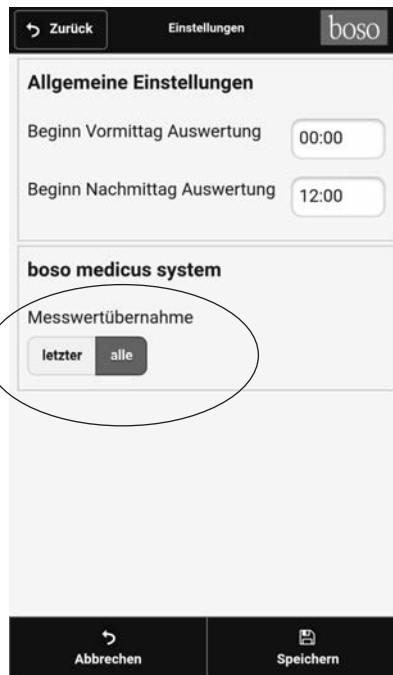 Zurück
Einstellungen
boso
Allgemeine Einstellungen
Beginn Vormittag Auswertung
00:00
Beginn Nachmittag Auswertung
12:00
boso medicus system
Messwertübernahme
letzter alle
Abbrechen
Speichern